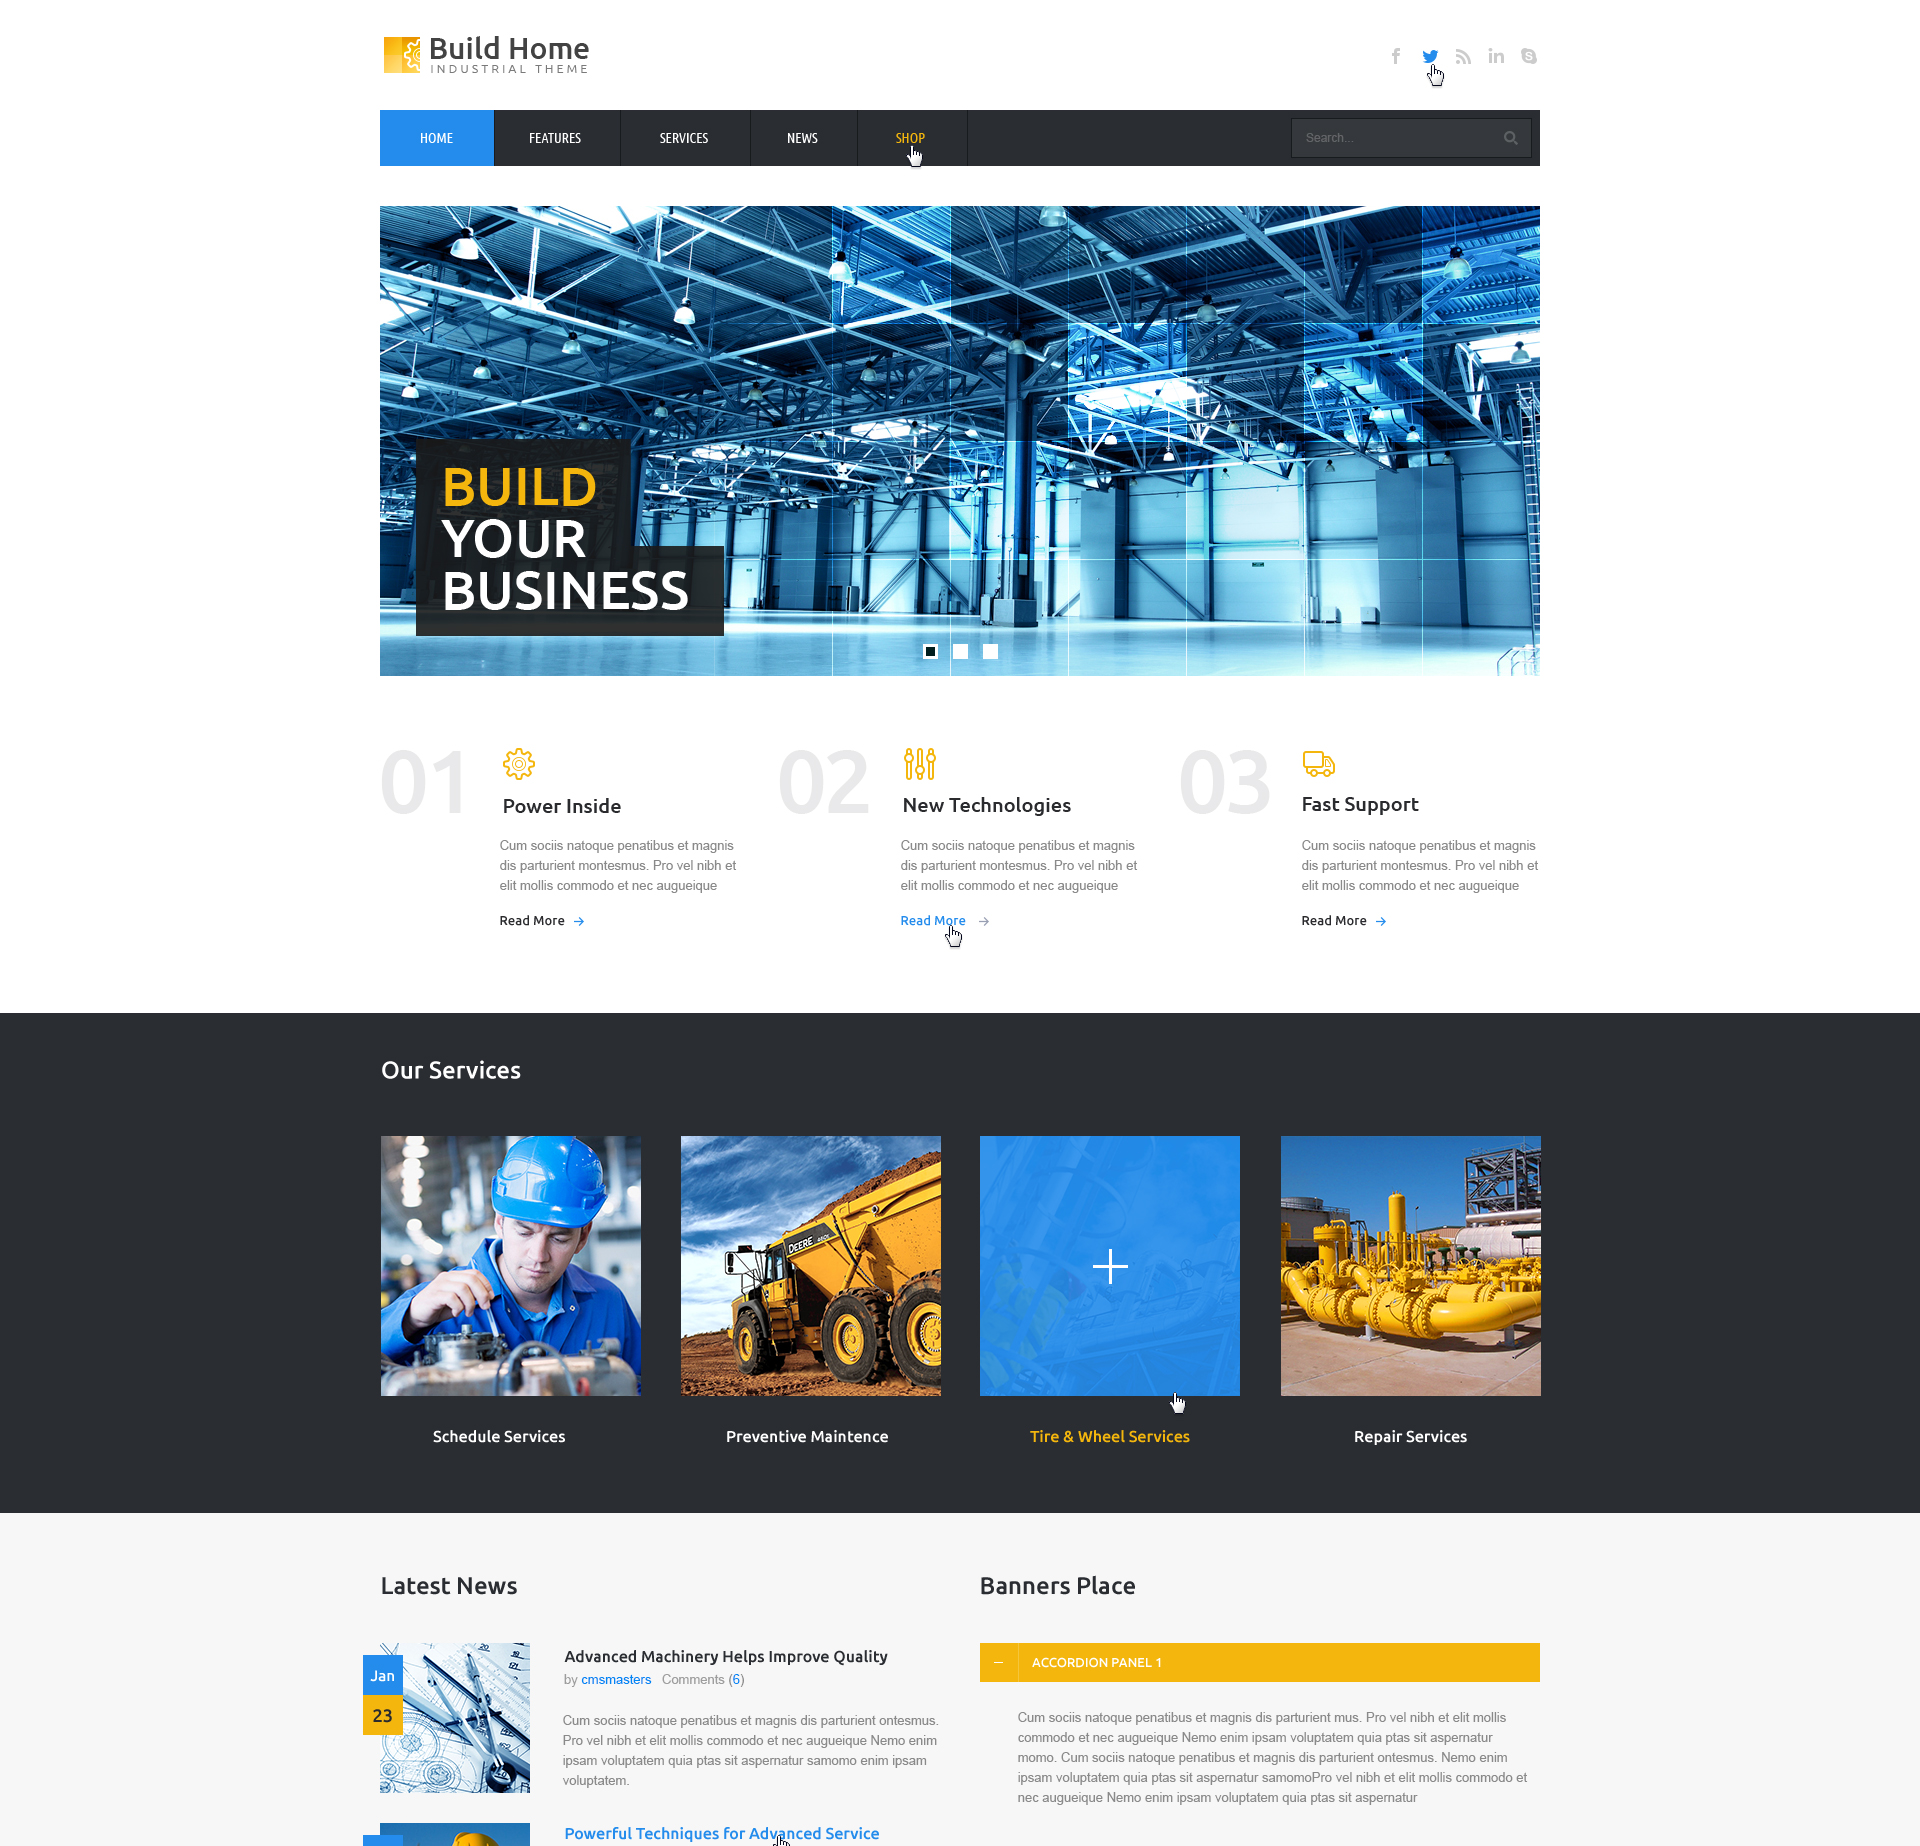 Build Home
INDUSTRIAL THEME
HOME
FEATURES
SERVICES
NEWS
SHOP
Search...
BUILD
YOUR
BUSINESS
01
Power Inside
Cum sociis natoque penatibus et magnis
dis parturient montesmus. Pro vel nibh et
elit mollis commodo et nec augueique
Read More
02
New Technologies
Cum sociis natoque penatibus et magnis
dis parturient montesmus. Pro vel nibh et
elit mollis commodo et nec augueique
Read More
03
Fast Support
Cum sociis natoque penatibus et magnis
dis parturient montesmus. Pro vel nibh et
elit mollis commodo et nec augueique
Read More
Our Services
DEERE
Schedule Services
Preventive Maintence
Tire & Wheel Services
Repair Services
Latest News
Jan
23
Advanced Machinery Helps Improve Quality
by cmsmasters Comments (6)
Cum sociis natoque penatibus et magnis dis parturient ontesmus.
Pro vel nibh et elit mollis commodo et nec augueique Nemo enim
ipsam voluptatem quia ptas sit aspernatur samomo enim ipsam
voluptatem.
Powerful Techniques for Advanced Service
Banners Place
ACCORDION PANEL 1
Cum sociis natoque penatibus et magnis dis parturient mus. Pro vel nibh et elit mollis
commodo et nec augueique Nemo enim ipsam voluptatem quia ptas sit aspernatur
momo. Cum sociis natoque penatibus et magnis dis parturient ontesmus. Nemo enim
ipsam voluptatem quia ptas sit aspernatur samomoPro vel nibh et elit mollis commodo et
nec augueique Nemo enim ipsam voluptatem quia ptas sit aspernatur